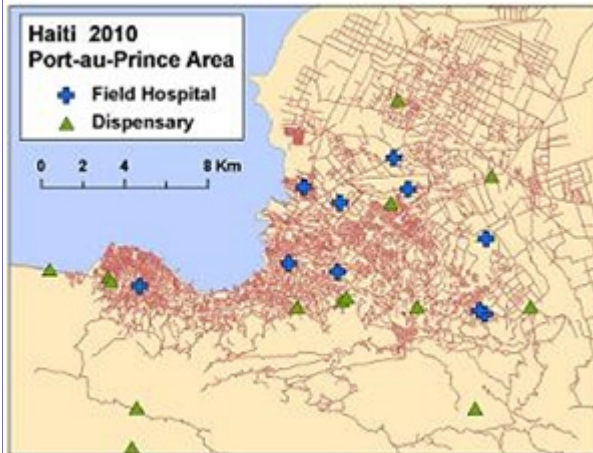 Haiti 2010
Port-au-Prince Area
Field Hospital
Dispensary
0 2 4 8 Km